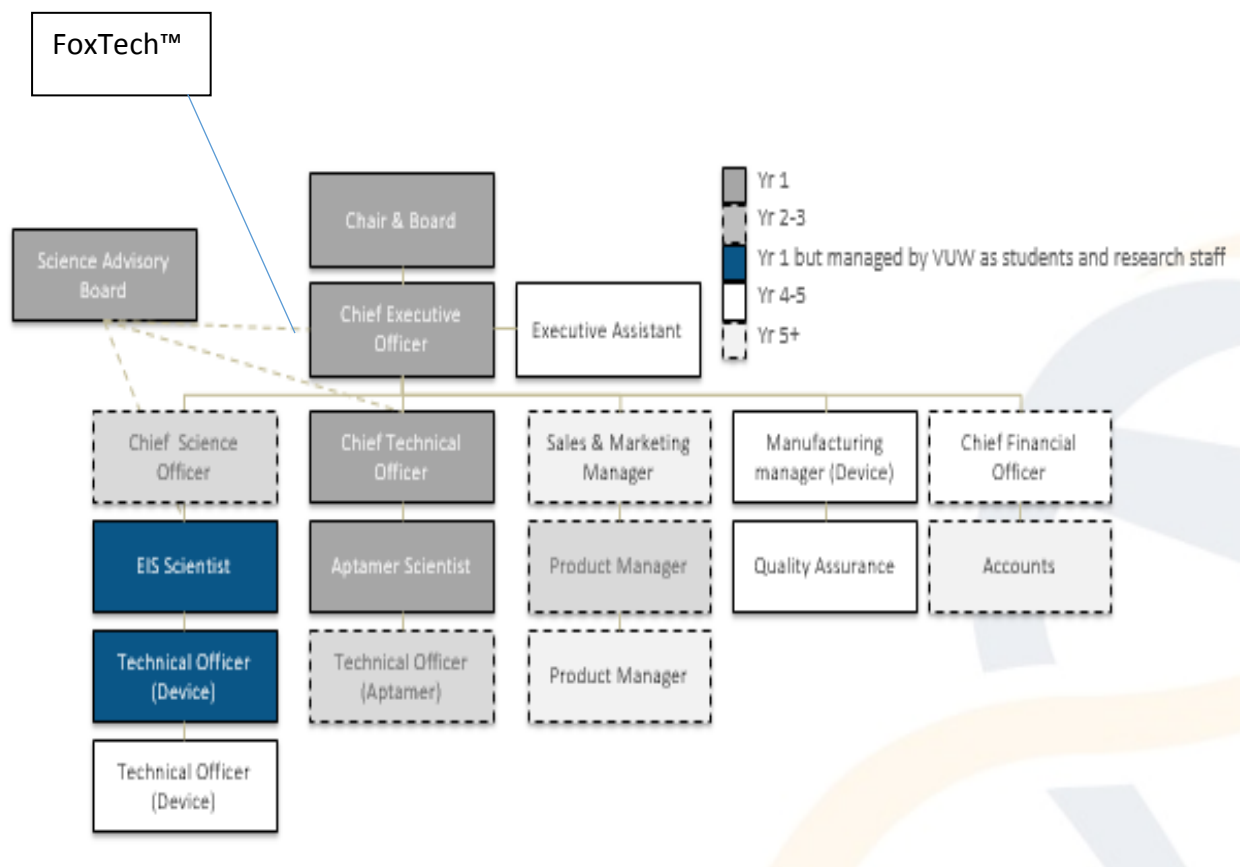 FoxTech™
Chair & Board
Science Advisory
Board
Chief Executive
Officer
Executive Assistant
Yr 1
Yr 2-3
Yr 1 but managed by VUW as students and research staff
Yr 4-5
Yr 5+
Chief Science
Officer
Chief Technical
Officer
Sales & Marketing
Manager
Manufacturing
manager (Device)
Chief Financial
Officer
EIS Scientist
Aptamer Scientist
Product Manager
Quality Assurance
Accounts
Technical Officer
(Device)
Technical Officer
(Aptamer)
Product Manager
Technical Officer
(Device)